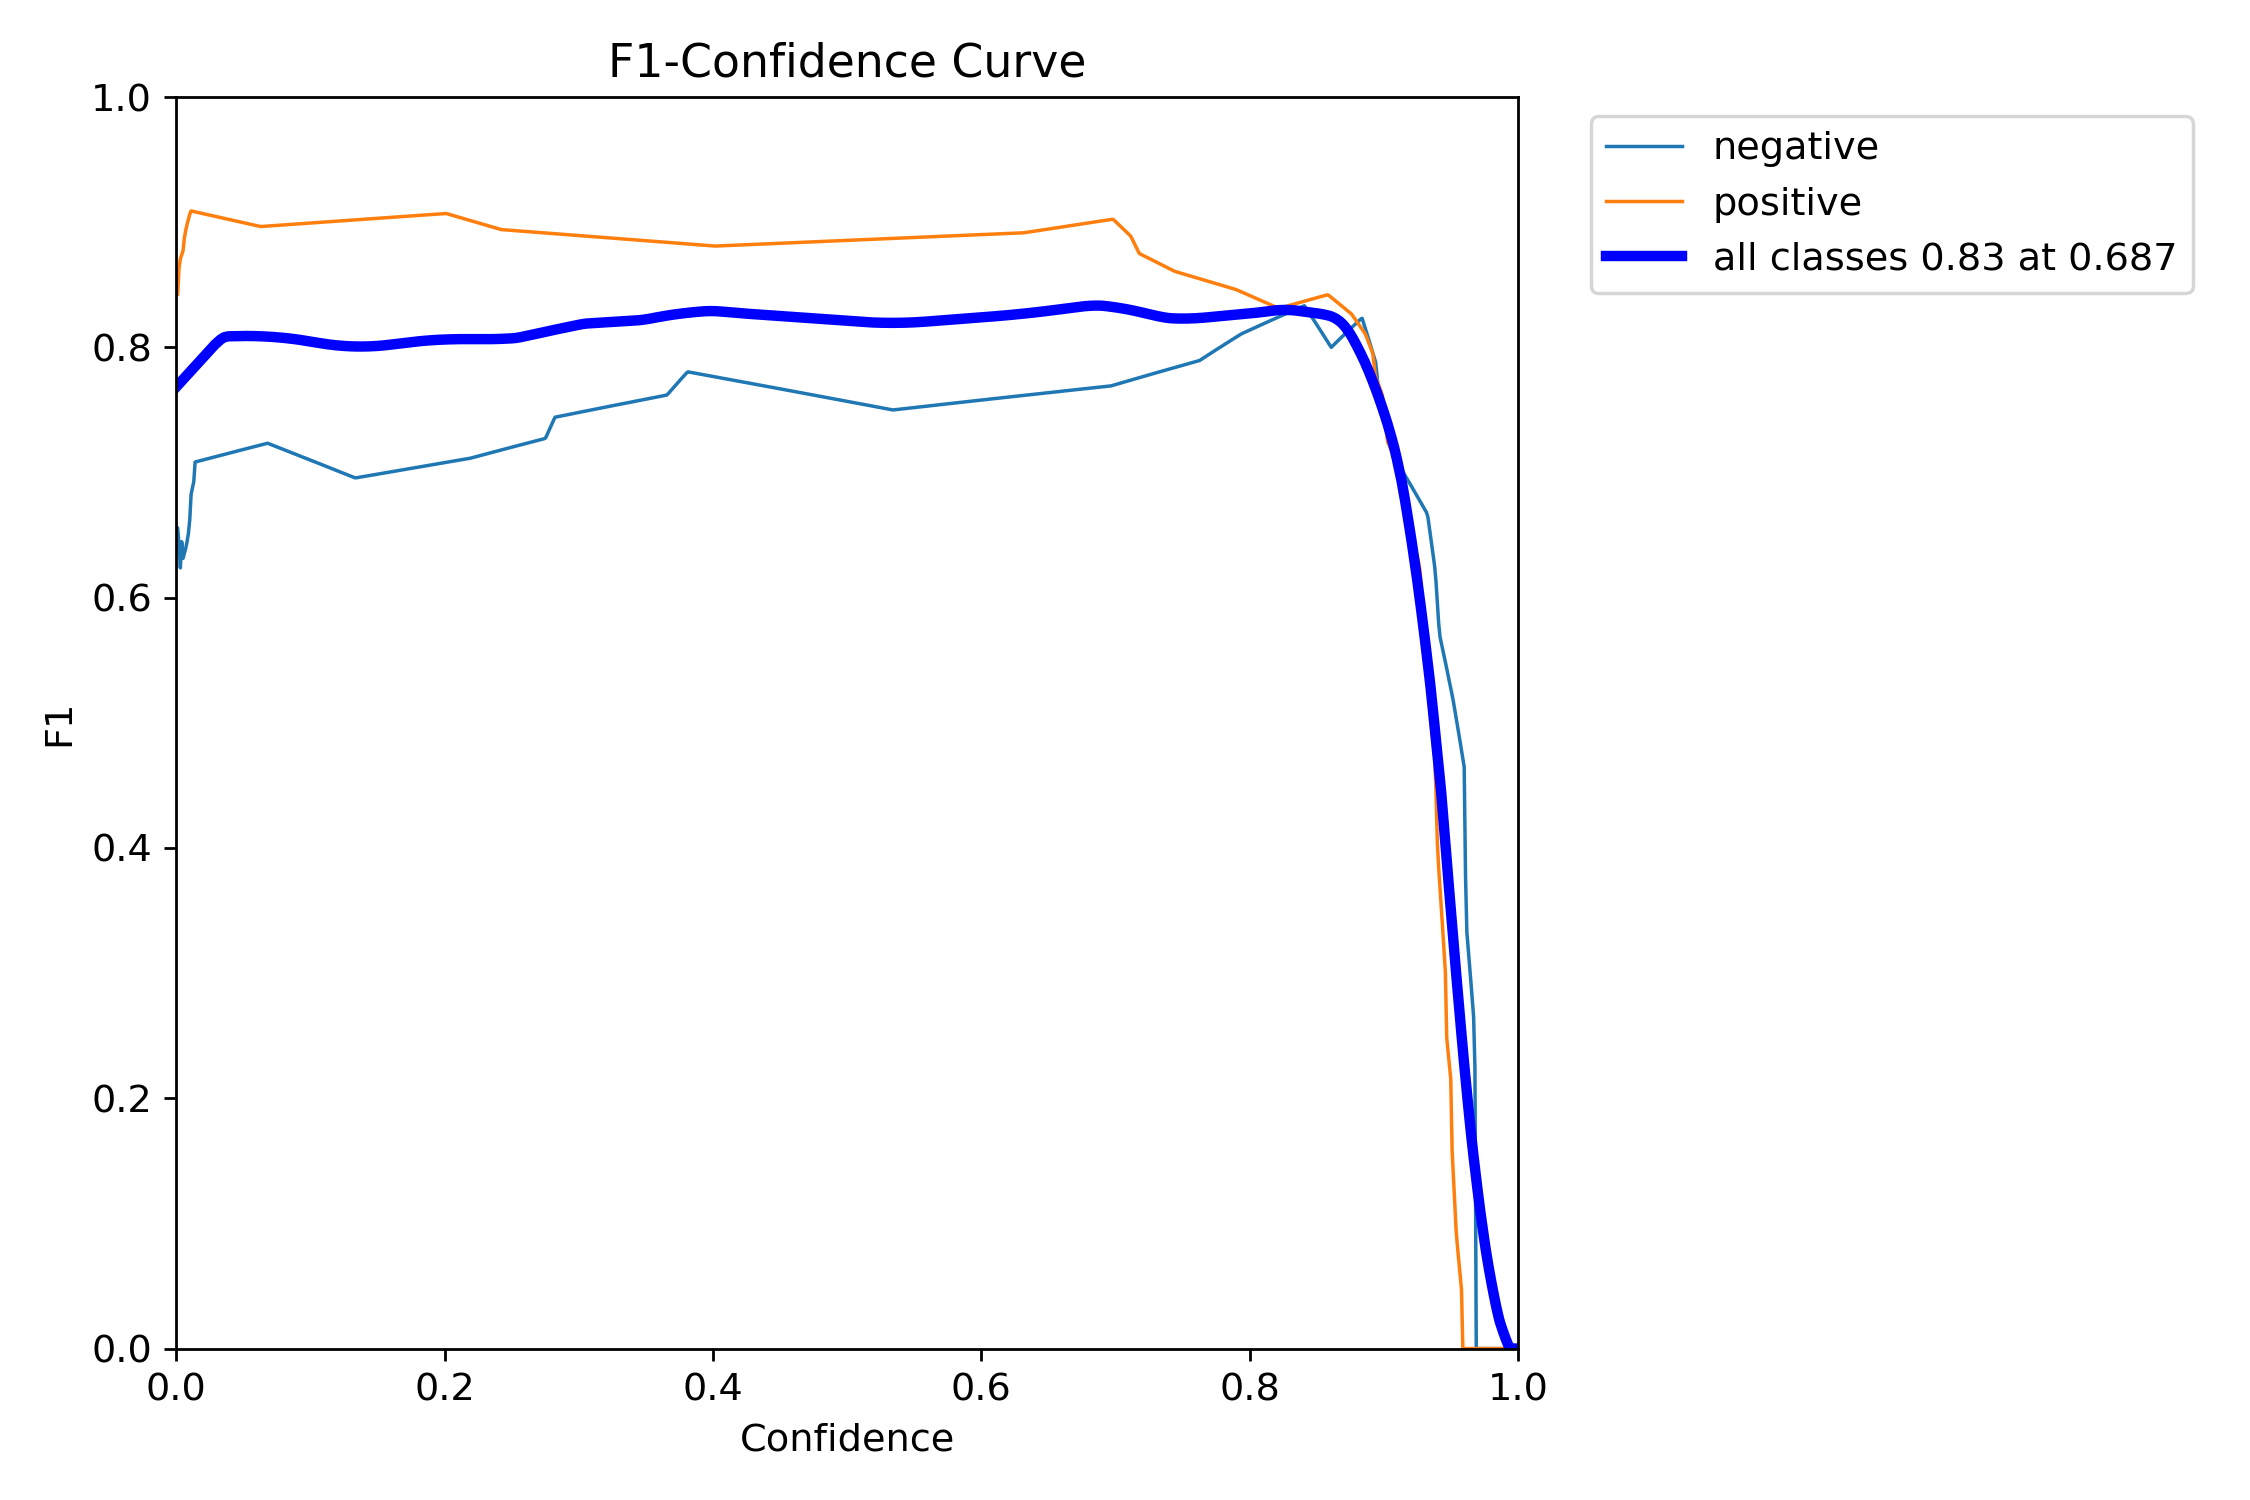 F1-Confidence Curve
negative
positive
all classes 0.83 at 0.687
1.0
0.8
0.6
0.4
0.2
0.0
F1
0.0 0.2 0.4 0.6 0.8 1.0
Confidence